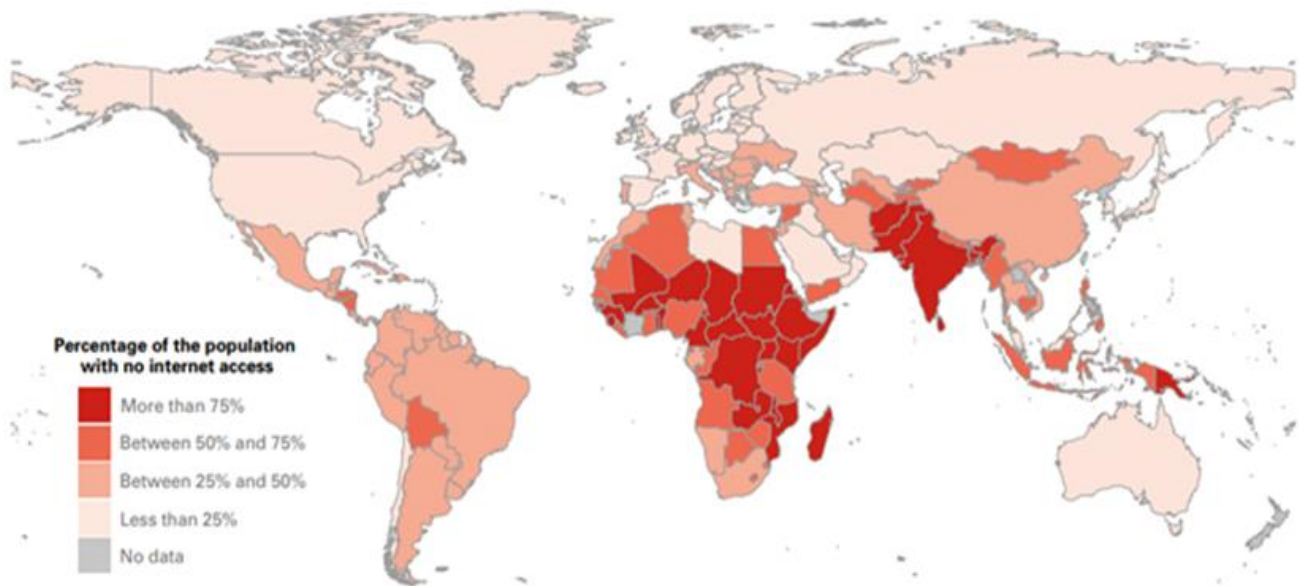 Percentage of the population
with no internet access
More than 75%
Between 50% and 75%
Between 25% and 50%
Less than 25%
No data